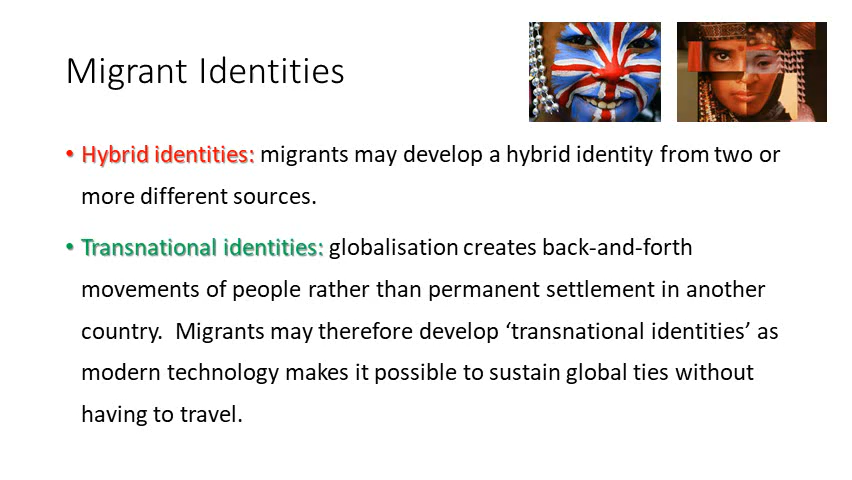 Migrant Identities
• Hybrid identities: migrants may develop a hybrid identity from two or
more different sources.
• Transnational identities: globalisation creates back-and-forth
movements of people rather than permanent settlement in another
country.  Migrants may therefore develop ‘transnational identities’ as
modern technology makes it possible to sustain global ties without
having to travel.